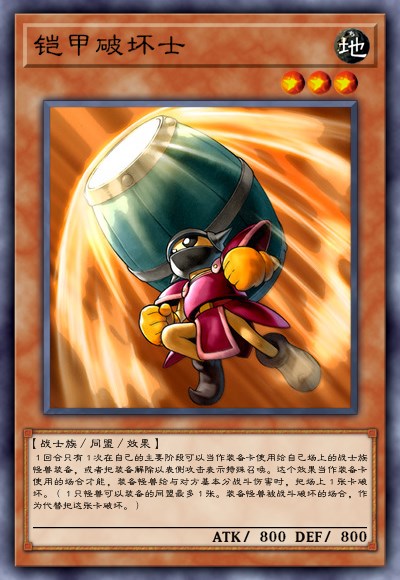 铠甲破坏士
地
【战士族／同盟／效果】
1回合只有1次在自己的主要阶段可以当作装备卡使用给自己场上的战士族
怪兽装备，或者把装备解除以表侧攻击表示特殊召唤。这个效果当作装备卡
使用的场合才能，装备怪兽给与对方基本分战斗伤害时，把场上1张卡破
坏。（1只怪兽可以装备的同盟最多1张。装备怪兽被战斗破坏的场合，作
为代替把这张卡破坏。）
ATK/ 800 DEF/ 800